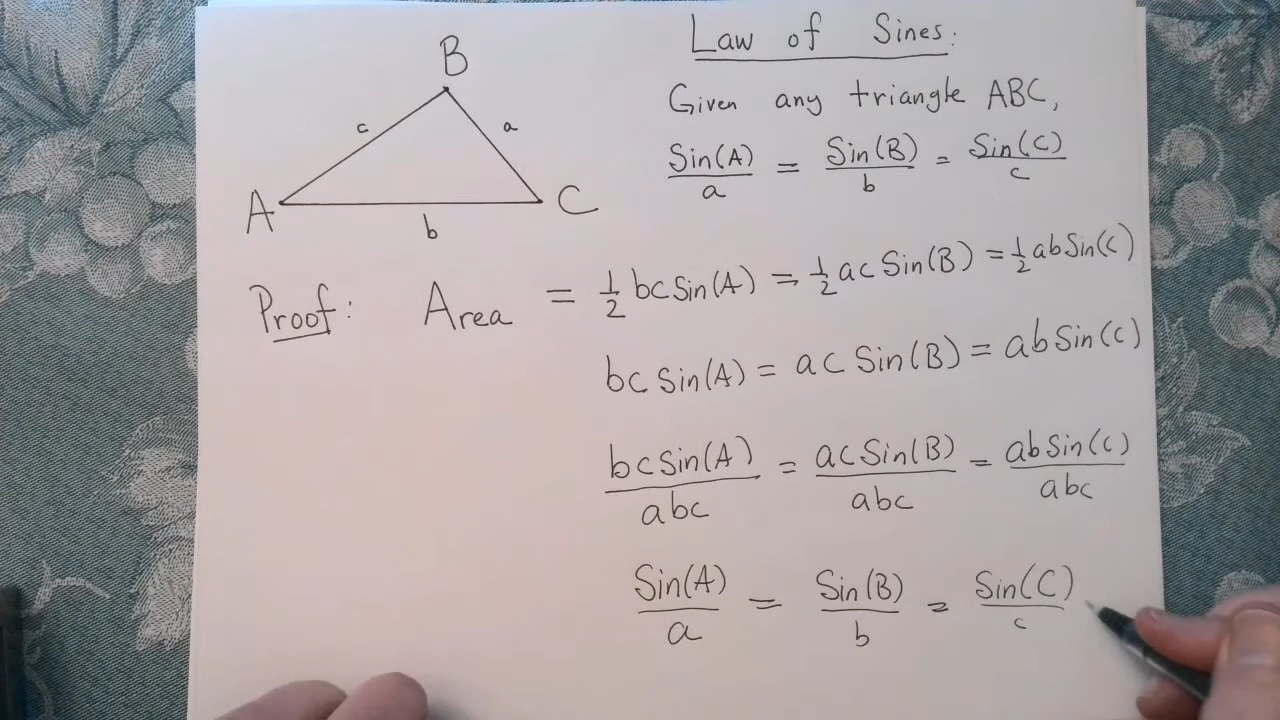 B
c
a
A
C
b
Law of Sines:
Given any triangle ABC,
Sin(A)/a = Sin(B)/b = Sin(C)/c
Proof: Area = 1/2 bc Sin(A) = 1/2 ac Sin(B) = 1/2 ab Sin(C)
bc Sin(A) = ac Sin(B) = ab Sin(C)
bc Sin(A)/abc = ac Sin(B)/abc = ab Sin(C)/abc
Sin(A)/a = Sin(B)/b = Sin(C)/c